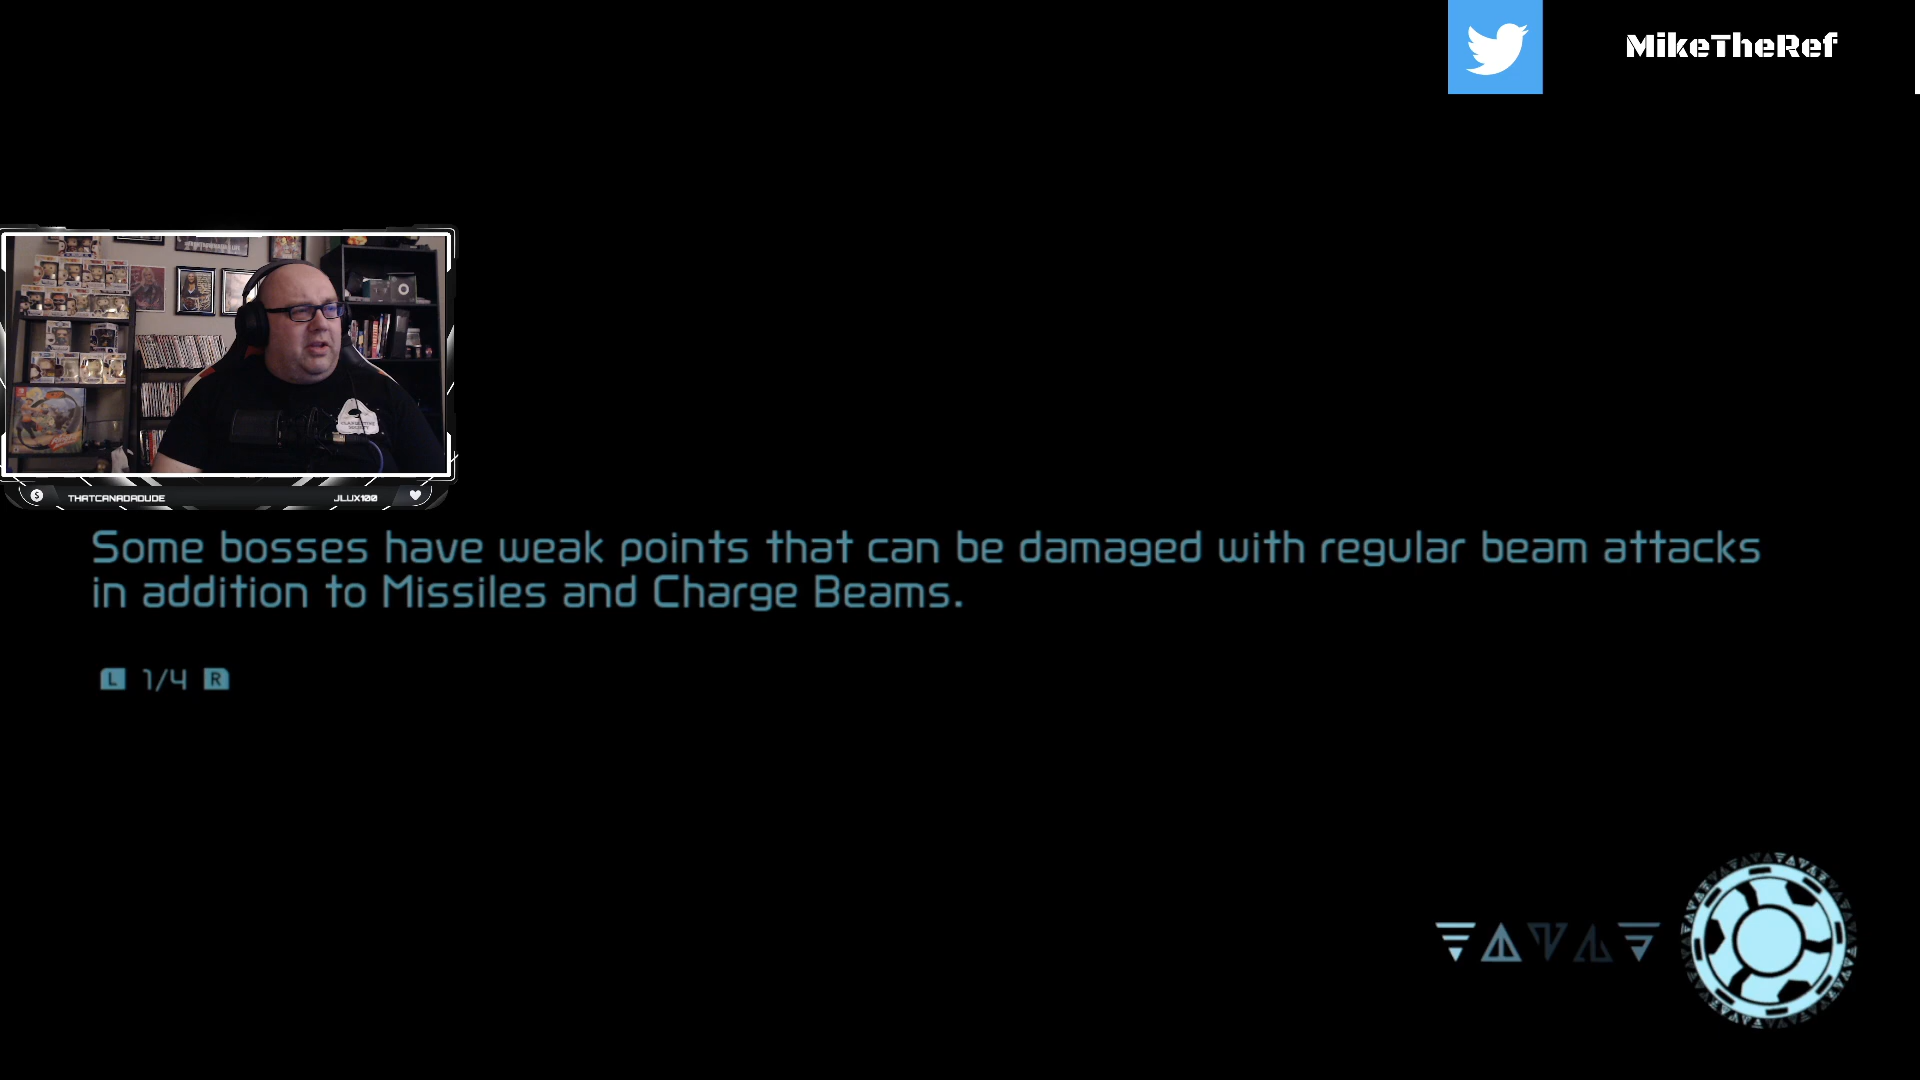 MikeTheRef
THATCANADADUDE
JLUX100
Some bosses have weak points that can be damaged with regular beam attacks
in addition to Missiles and Charge Beams.
L 1/4 R